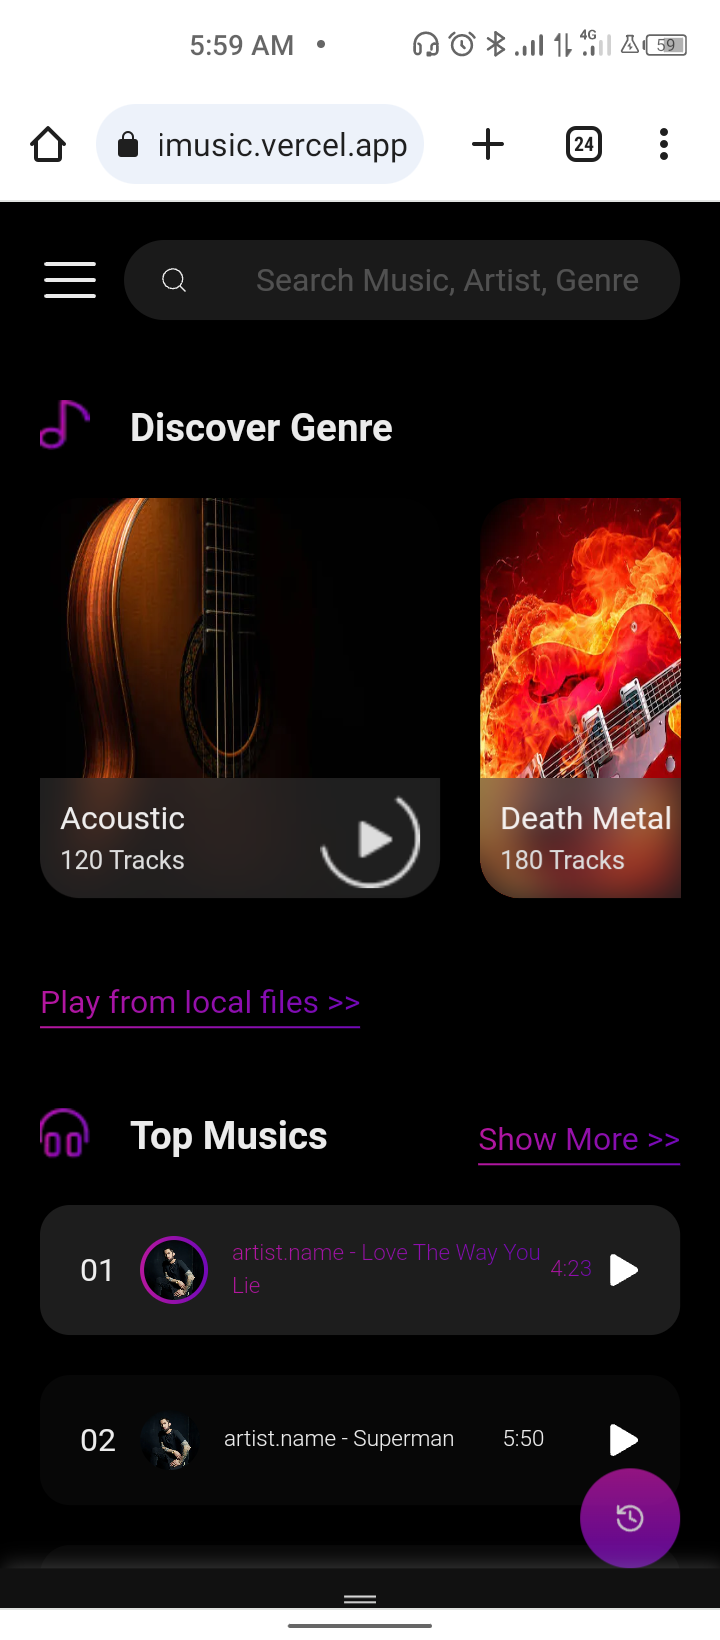 5:59 AM
4G
59
imusic.vercel.app
24
Search Music, Artist, Genre
Discover Genre
Acoustic
120 Tracks
Death Metal
180 Tracks
Play from local files >>
Top Musics
Show More >>
01
artist.name - Love The Way You
Lie
4:23
02
artist.name - Superman
5:50